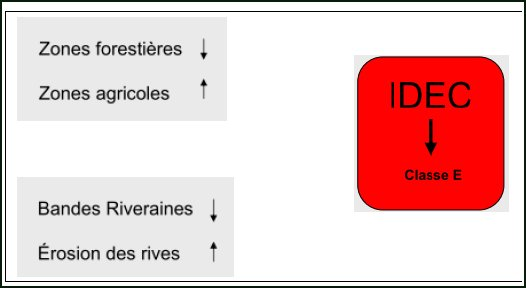 Zones forestières ↓
Zones agricoles ↑
Bandes Riveraines ↓
Érosion des rives ↑
IDEC
↓
Classe E